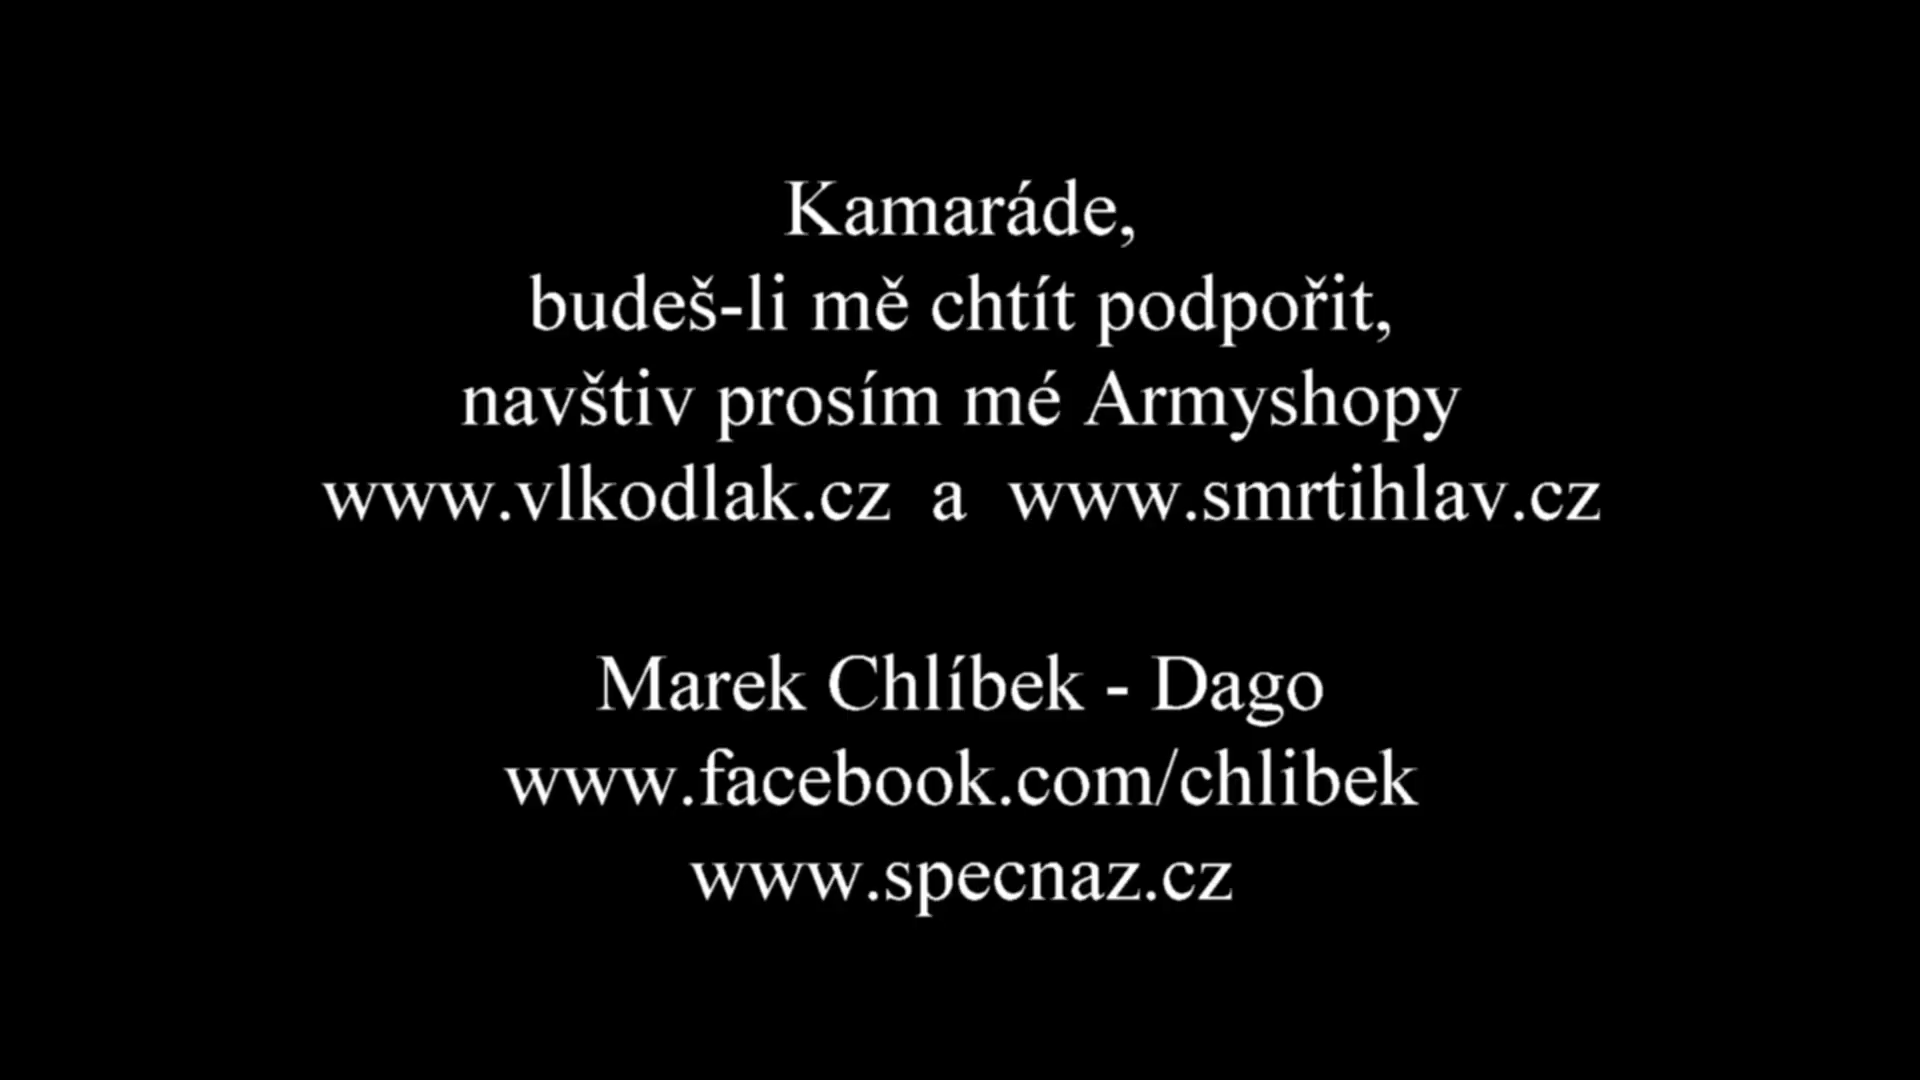 Kamaráde,
budeš-li mě chtít podpořit,
navštiv prosím mé Armyshopy
www.vlkodlak.cz a www.smrtihlav.cz
Marek Chlíbek - Dago
www.facebook.com/chlibek
www.specnaz.cz